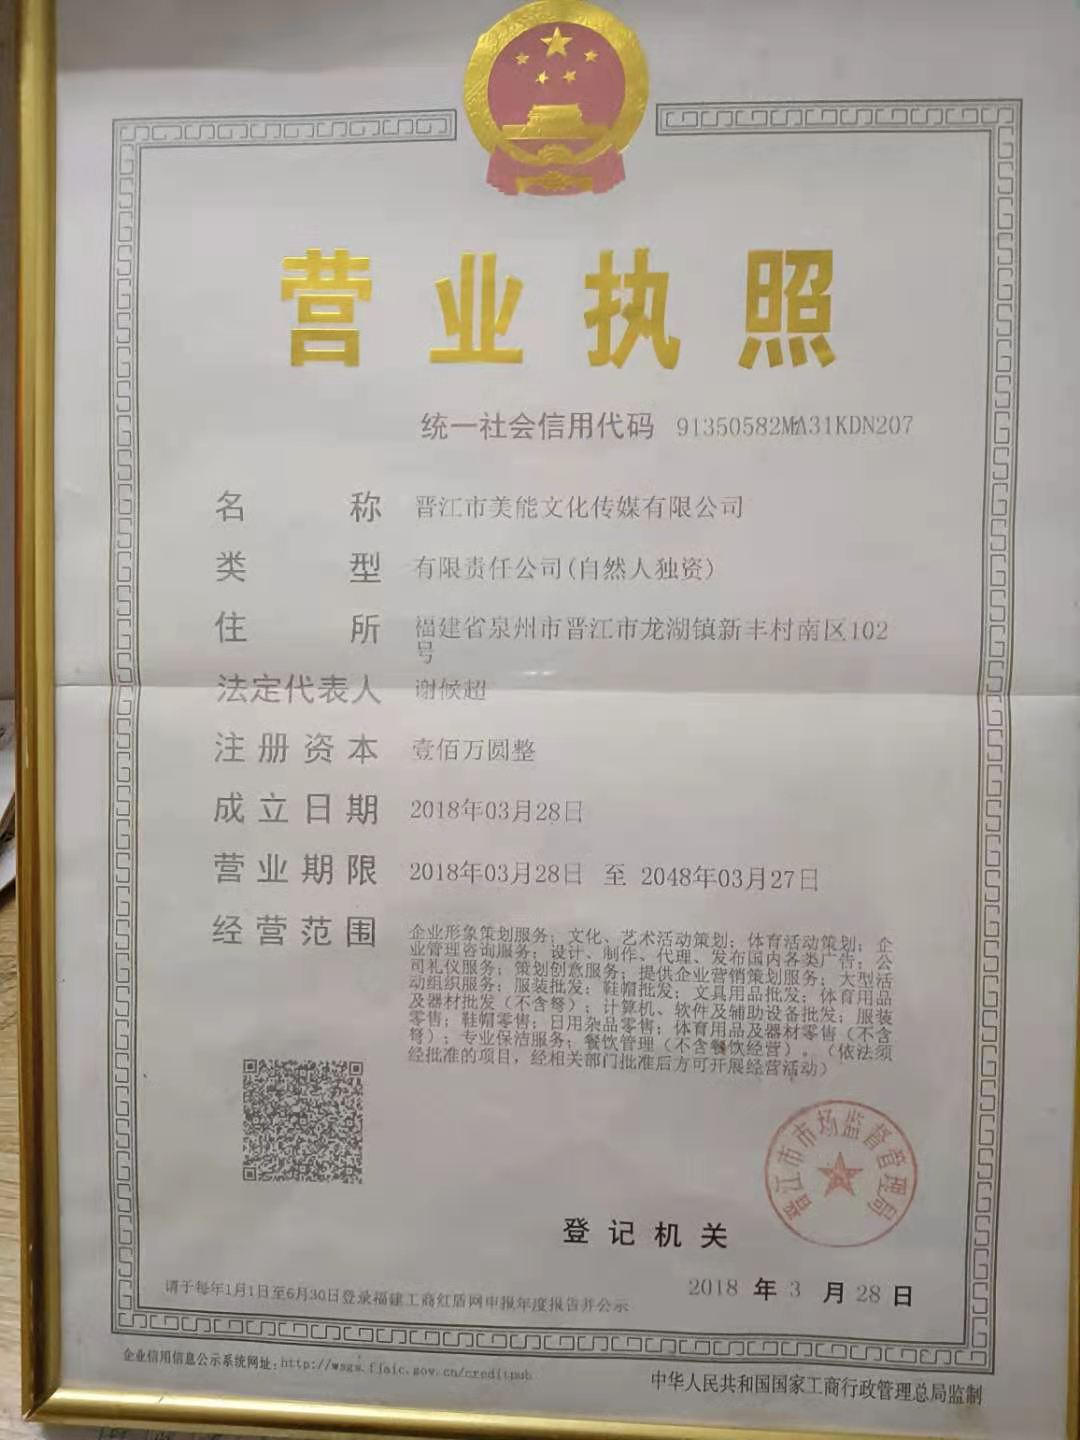 营业执照
统一社会信用代码 91350582MA31KDN207
名称 晋江市美能文化传媒有限公司
类型 有限责任公司(自然人独资)
住所 福建省泉州市晋江市龙湖镇新丰村南区102
号
法定代表人 谢候超
注册资本 壹佰万圆整
成立日期 2018年03月28日
营业期限 2018年03月28日 至 2048年03月27日
经营范围 企业形象策划服务；文化、艺术活动策划；体育活动策划；企
业管理咨询服务；设计、制作、代理、发布国内各类广告；公
司礼仪服务；策划创意服务；提供企业营销策划服务；大型活
动组织服务；服装批发；鞋帽批发；文具用品批发；体育用品
及器材批发（不含弩）；计算机、软件及辅助设备批发；服装
零售；鞋帽零售；日用杂品零售；体育用品及器材零售（不含
弩）；专业保洁服务；餐饮管理（不含餐饮经营）。（依法须
经批准的项目，经相关部门批准后方可开展经营活动）
晋江市市场监督管理局
登记机关
2018 年 3 月 28 日
请于每年1月1日至6月30日登录福建工商红盾网申报年度报告并公示
企业信用信息公示系统网址：http://wsgs.fjaic.gov.cn/creditpub
中华人民共和国国家工商行政管理总局监制